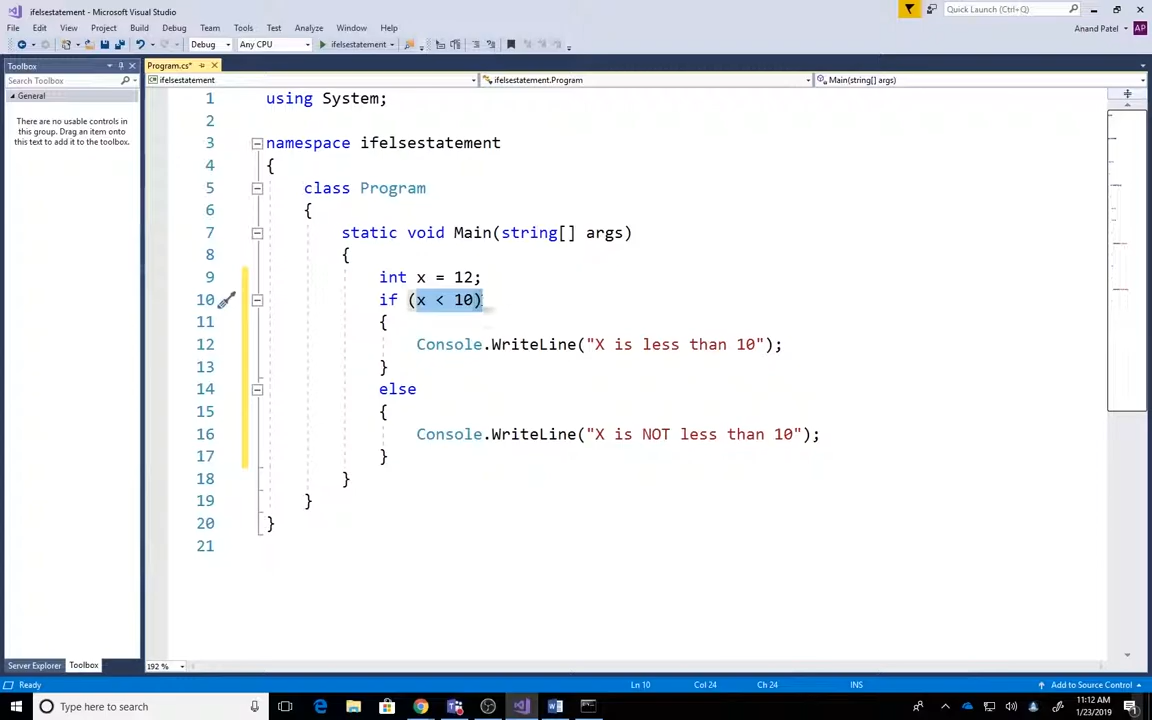 ifelsestatement - Microsoft Visual Studio
Quick Launch (Ctrl+Q)
File Edit View Project Build Debug Team Tools Test Analyze Window Help
Anand Patel AP
Debug Any CPU ifelsestatement
Toolbox
Program.cs*
Search Toolbox
ifelsestatement
ifelsestatement.Program
Main(string[] args)
General
There are no usable controls in
this group. Drag an item onto
this text to add it to the toolbox.
1 using System;
2
3 namespace ifelsestatement
4 {
5 class Program
6 {
7 static void Main(string[] args)
8 {
9 int x = 12;
10 if (x < 10)
11 {
12 Console.WriteLine("X is less than 10");
13 }
14 else
15 {
16 Console.WriteLine("X is NOT less than 10");
17 }
18 }
19 }
20 }
21
Server Explorer Toolbox
192 %
Ready
Ln 10 Col 24 Ch 24 INS
Add to Source Control
Type here to search
11:12 AM
1/23/2019